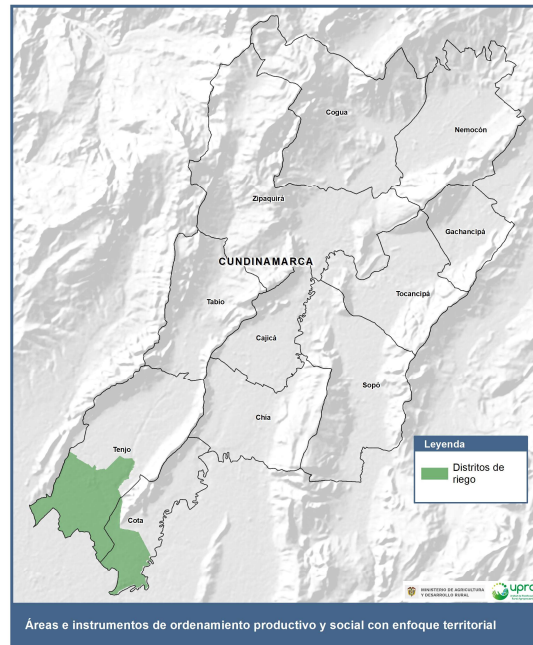 Cogua
Nemocón
Zipaquirá
Gachancipá
CUNDINAMARCA
Tabio
Tocancipá
Cajicá
Sopó
Chía
Leyenda
Distritos de
riego
Tenjo
Cota
MINISTERIO DE AGRICULTURA
Y DESARROLLO RURAL
upra
Áreas e instrumentos de ordenamiento productivo y social con enfoque territorial